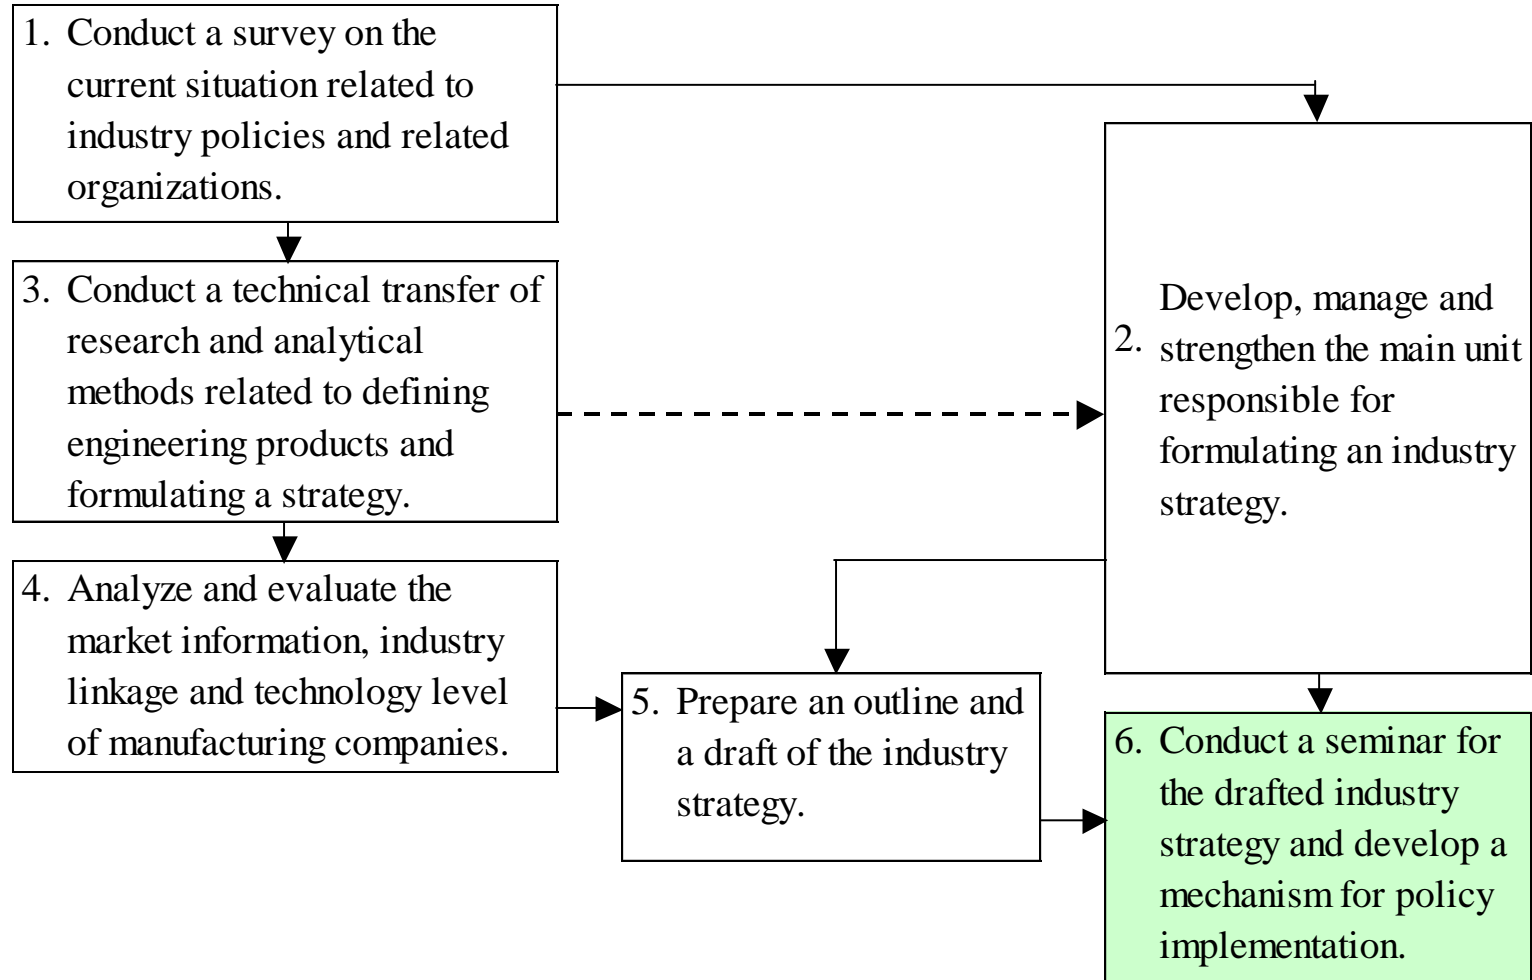 1. Conduct a survey on the
current situation related to
industry policies and related
organizations.
3. Conduct a technical transfer of
research and analytical
methods related to defining
engineering products and
formulating a strategy.
2. Develop, manage and
strengthen the main unit
responsible for
formulating an industry
strategy.
4. Analyze and evaluate the
market information, industry
linkage and technology level
of manufacturing companies.
5. Prepare an outline and
a draft of the industry
strategy.
6. Conduct a seminar for
the drafted industry
strategy and develop a
mechanism for policy
implementation.